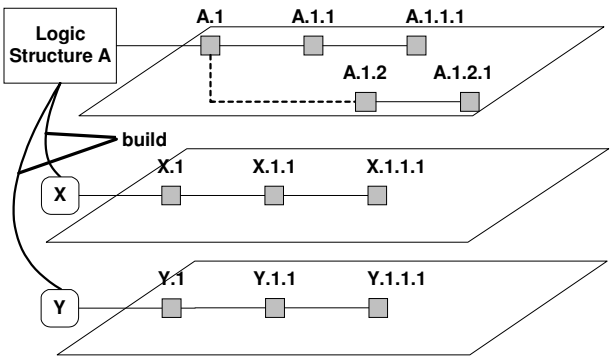 Logic
Structure A
A.1 A.1.1 A.1.1.1
A.1.2 A.1.2.1
build
X
X.1 X.1.1 X.1.1.1
Y
Y.1 Y.1.1 Y.1.1.1